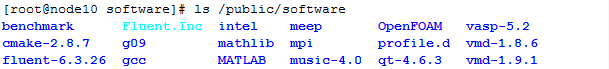 [root@node10 software]# ls /public/software
benchmark Fluent.Inc intel meep OpenFOAM vasp-5.2
cmake-2.8.7 g09 mathlib mpi profile.d vmd-1.8.6
fluent-6.3.26 gcc MATLAB music-4.0 qt-4.6.3 vmd-1.9.1